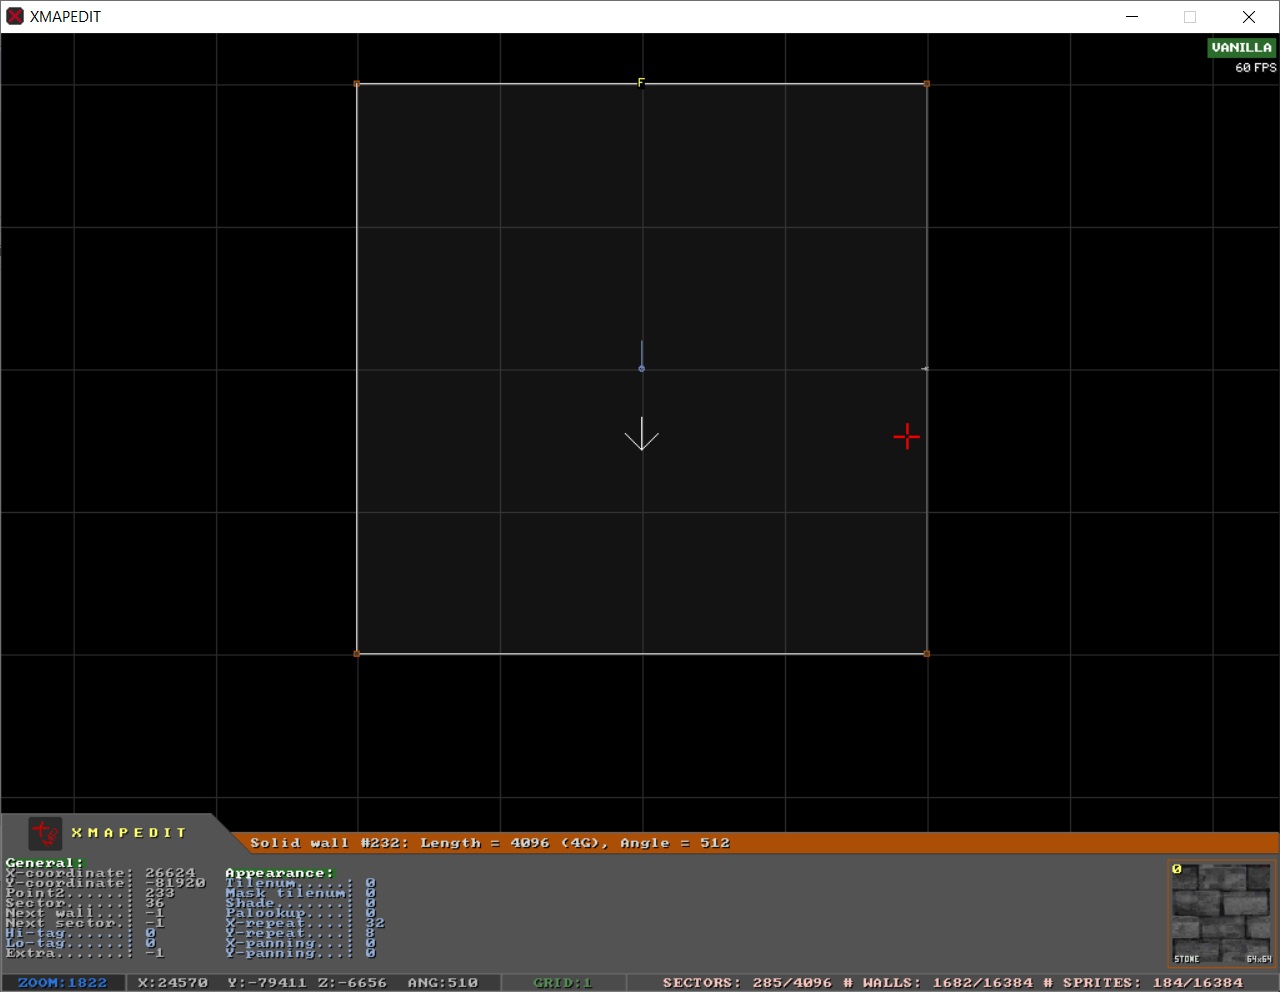 XMAPEDIT
VANILLA
60 FPS
F
XMAPEDIT
Solid wall #232: Length = 4096 (4G), Angle = 512
General:
X-coordinate: 26624
Y-coordinate: -81920
Point2......: 233
Sector......: 36
Next wall...: -1
Next sector.: -1
Hi-tag......: 0
Lo-tag......: 0
Extra.......: -1
Appearance:
Tilenum.....: 0
Mask tilenum: 0
Shade.......: 0
Palookup....: 0
X-repeat....: 32
Y-repeat....: 8
X-panning...: 0
Y-panning...: 0
0
STONE 64x64
ZOOM:1822 X:24570 Y:-79411 Z:-6656 ANG:510 GRID:1 SECTORS: 285/4096 # WALLS: 1682/16384 # SPRITES: 184/16384